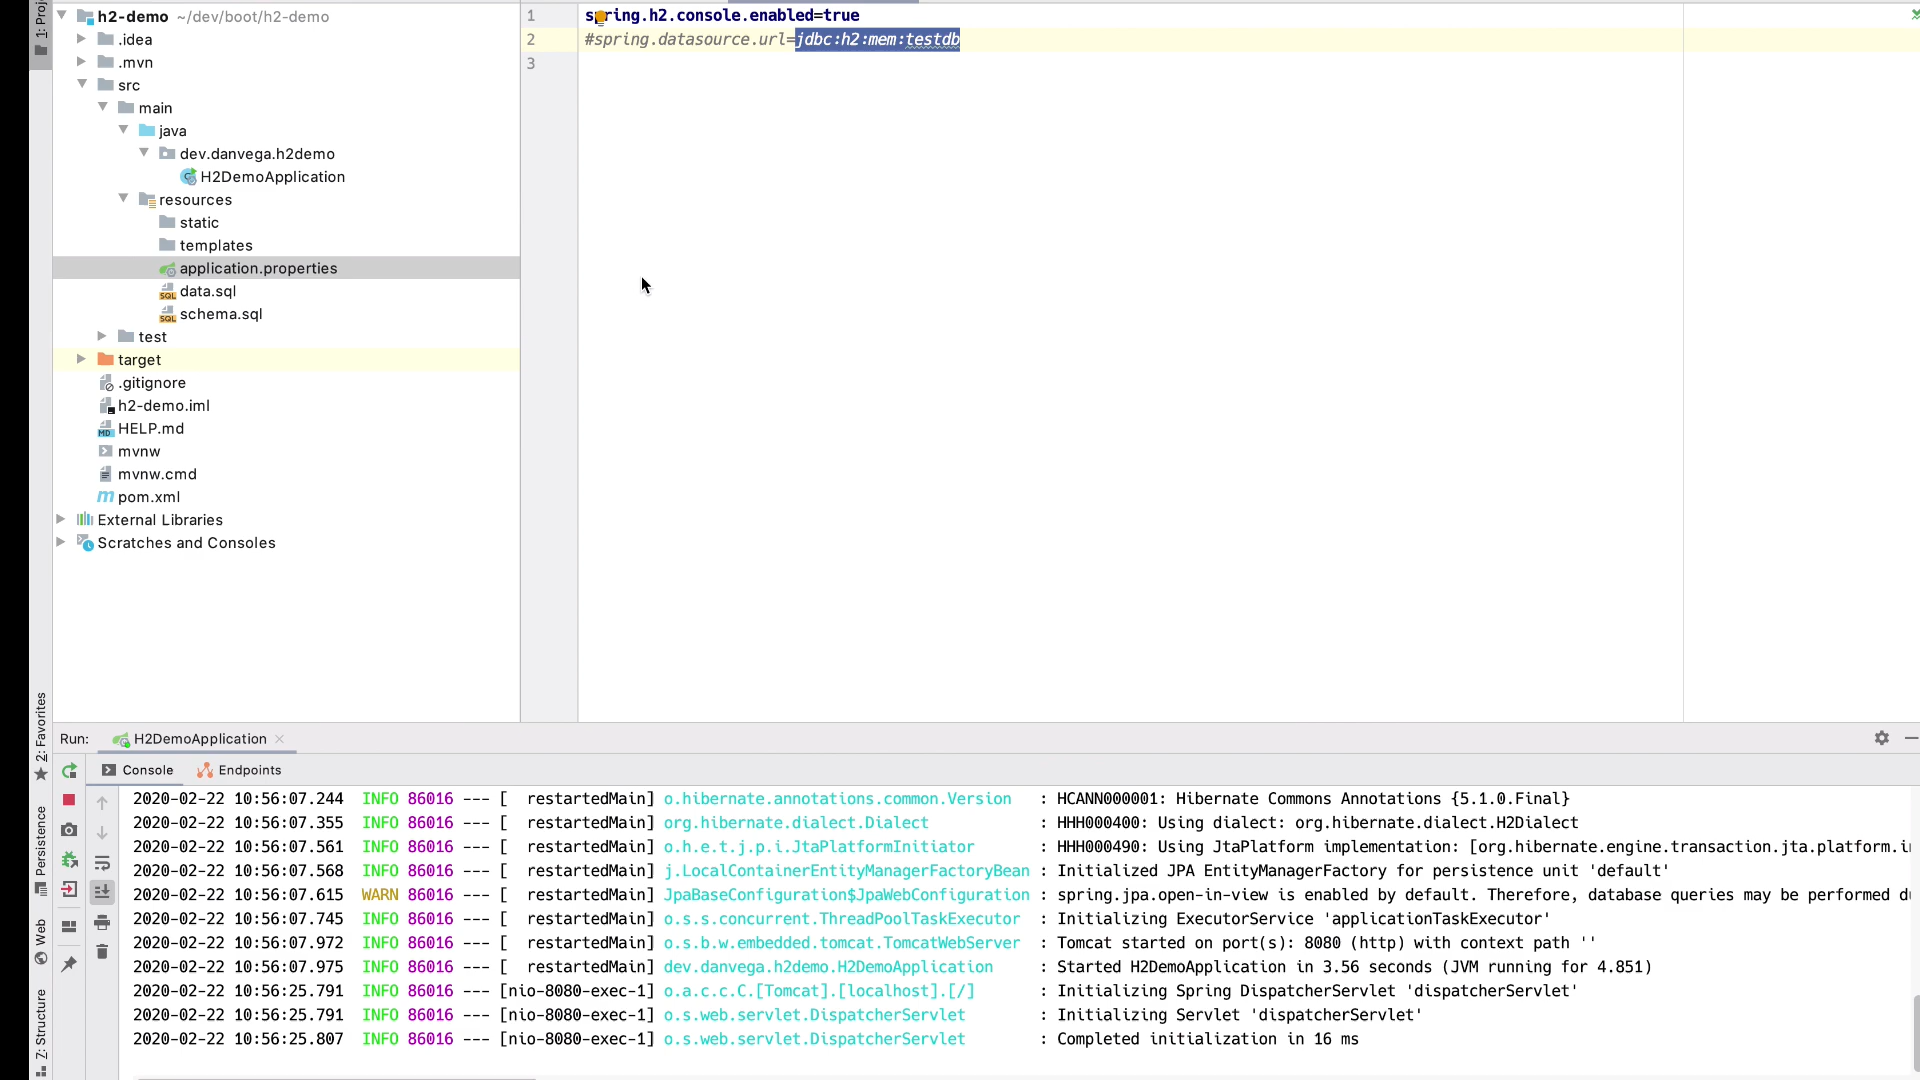 1: Proj
h2-demo ~/dev/boot/h2-demo
.idea
.mvn
src
main
java
dev.danvega.h2demo
H2DemoApplication
resources
static
templates
application.properties
data.sql
schema.sql
test
target
.gitignore
h2-demo.iml
HELP.md
mvnw
mvnw.cmd
pom.xml
External Libraries
Scratches and Consoles
1 spring.h2.console.enabled=true
2 #spring.datasource.url=jdbc:h2:mem:testdb
3
2: Favorites
Persistence
Web
7: Structure
Run: H2DemoApplication
Console Endpoints
2020-02-22 10:56:07.244 INFO 86016 --- [ restartedMain] o.hibernate.annotations.common.Version : HCANN000001: Hibernate Commons Annotations {5.1.0.Final}
2020-02-22 10:56:07.355 INFO 86016 --- [ restartedMain] org.hibernate.dialect.Dialect : HHH000400: Using dialect: org.hibernate.dialect.H2Dialect
2020-02-22 10:56:07.561 INFO 86016 --- [ restartedMain] o.h.e.t.j.p.i.JtaPlatformInitiator : HHH000490: Using JtaPlatform implementation: [org.hibernate.engine.transaction.jta.platform.i
2020-02-22 10:56:07.568 INFO 86016 --- [ restartedMain] j.LocalContainerEntityManagerFactoryBean : Initialized JPA EntityManagerFactory for persistence unit 'default'
2020-02-22 10:56:07.615 WARN 86016 --- [ restartedMain] JpaBaseConfiguration$JpaWebConfiguration : spring.jpa.open-in-view is enabled by default. Therefore, database queries may be performed d
2020-02-22 10:56:07.745 INFO 86016 --- [ restartedMain] o.s.s.concurrent.ThreadPoolTaskExecutor : Initializing ExecutorService 'applicationTaskExecutor'
2020-02-22 10:56:07.972 INFO 86016 --- [ restartedMain] o.s.b.w.embedded.tomcat.TomcatWebServer : Tomcat started on port(s): 8080 (http) with context path ''
2020-02-22 10:56:07.975 INFO 86016 --- [ restartedMain] dev.danvega.h2demo.H2DemoApplication : Started H2DemoApplication in 3.56 seconds (JVM running for 4.851)
2020-02-22 10:56:25.791 INFO 86016 --- [nio-8080-exec-1] o.a.c.c.C.[Tomcat].[localhost].[/] : Initializing Spring DispatcherServlet 'dispatcherServlet'
2020-02-22 10:56:25.791 INFO 86016 --- [nio-8080-exec-1] o.s.web.servlet.DispatcherServlet : Initializing Servlet 'dispatcherServlet'
2020-02-22 10:56:25.807 INFO 86016 --- [nio-8080-exec-1] o.s.web.servlet.DispatcherServlet : Completed initialization in 16 ms